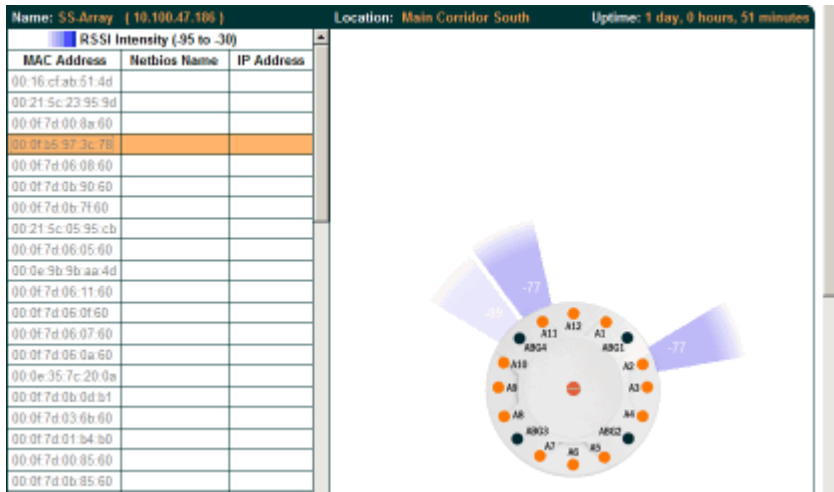 Name: SS-Array ( 10.100.47.186 ) Location: Main Corridor South Uptime: 1 day, 0 hours, 51 minutes
RSSI Intensity (-95 to -30)
MAC Address Netbios Name IP Address
00:16:cf:ab:51:4d
00:21:5c:23:95:9d
00:0f:7d:00:8a:60
00:0f:b5:97:3c:78
00:0f:7d:06:08:60
00:0f:7d:0b:90:60
00:0f:7d:0b:7f:60
00:21:5c:05:95:cb
00:0f:7d:06:05:60
00:0e:9b:9b:aa:4d
00:0f:7d:06:11:60
00:0f:7d:06:0f:60
00:0f:7d:06:07:60
00:0f:7d:06:0a:60
00:0e:35:7c:20:0a
00:0f:7d:0b:0d:b1
00:0f:7d:03:6b:60
00:0f:7d:01:b4:b0
00:0f:7d:00:85:60
00:0f:7d:0b:85:60
-77
-77
A12
A11 A1
ABG4 ABG1
A10 A2
A9 A3
A8 A4
ABG3 ABG2
A7 A6 A5